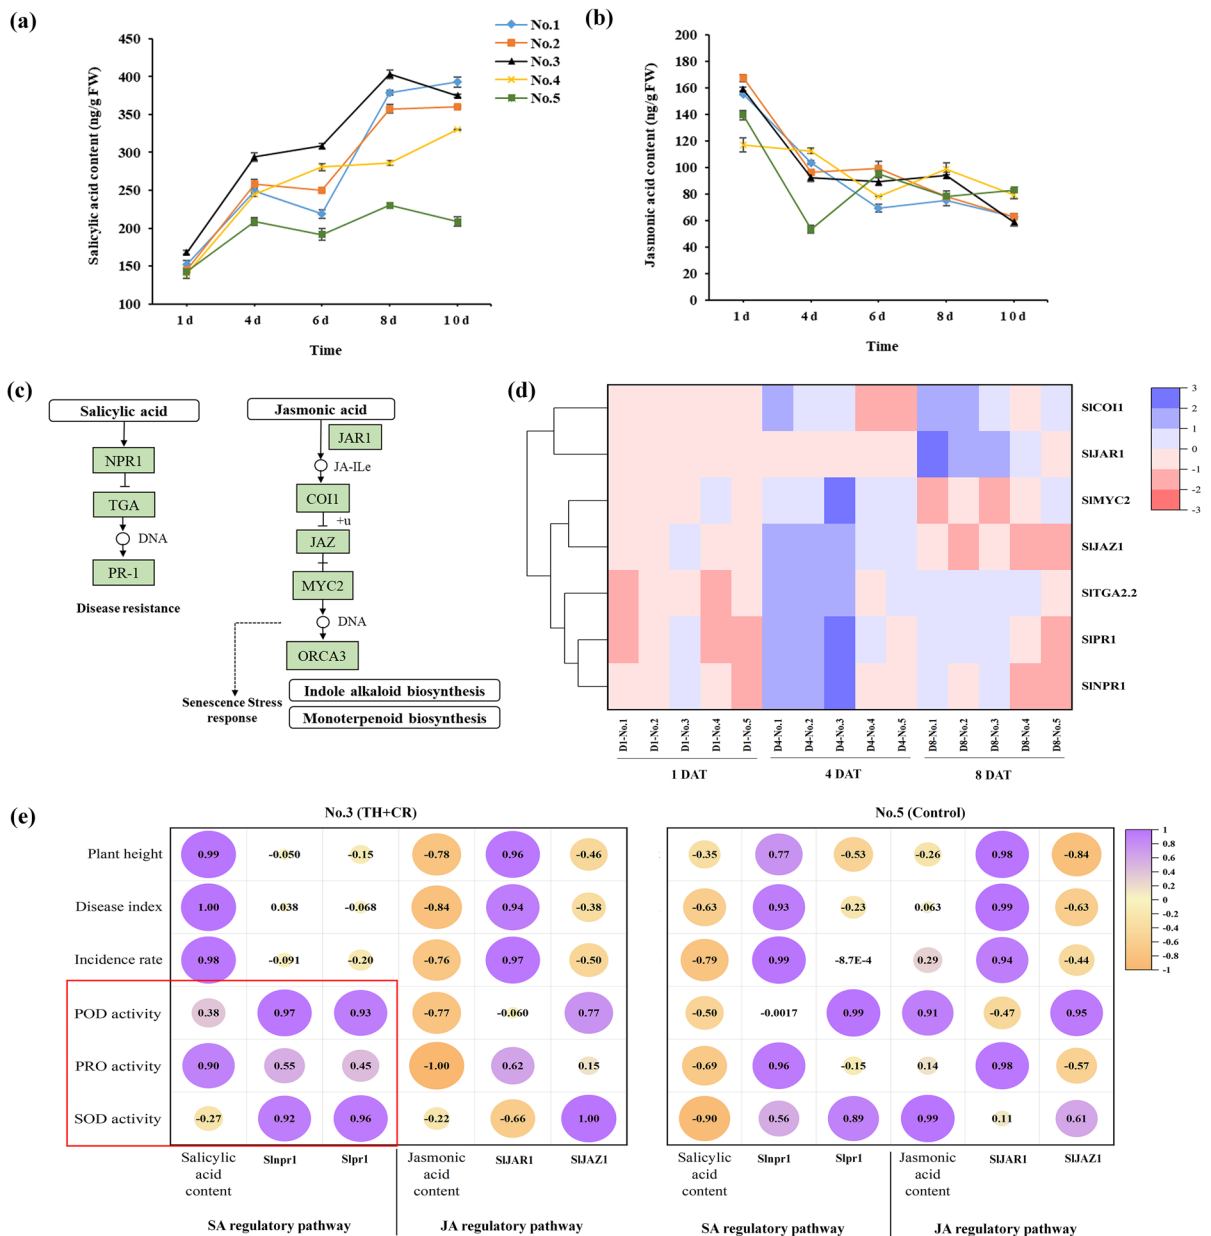 (a)
450
400
350
300
250
200
150
100
Salicylic acid content (ng/g FW)
1 d 4 d 6 d 8 d 10 d
Time
No.1
No.2
No.3
No.4
No.5
(b)
200
180
160
140
120
100
80
60
40
20
0
Jasmonic acid content (ng/g FW)
1d 4d 6d 8d 10d
Time
(c)
Salicylic acid
NPR1
TGA
DNA
PR-1
Disease resistance
Jasmonic acid
JAR1
JA-ILe
COI1
+u
JAZ
MYC2
DNA
ORCA3
Senescence Stress
response
Indole alkaloid biosynthesis
Monoterpenoid biosynthesis
(d)
SlCOI1
SlJAR1
SlMYC2
SlJAZ1
SlTGA2.2
SlPR1
SlNPR1
3
2
1
0
-1
-2
-3
D1-No.1 D1-No.2 D1-No.3 D1-No.4 D1-No.5 D4-No.1 D4-No.2 D4-No.3 D4-No.4 D4-No.5 D8-No.1 D8-No.2 D8-No.3 D8-No.4 D8-No.5
1 DAT 4 DAT 8 DAT
(e)
No.3 (TH+CR) No.5 (Control)
Plant height 0.99 -0.050 -0.15 -0.78 0.96 -0.46 -0.35 0.77 -0.53 -0.26 0.98 -0.84
Disease index 1.00 0.038 -0.068 -0.84 0.94 -0.38 -0.63 0.93 -0.23 0.063 0.99 -0.63
Incidence rate 0.98 -0.091 -0.20 -0.76 0.97 -0.50 -0.79 0.99 -8.7E-4 0.29 0.94 -0.44
POD activity 0.38 0.97 0.93 -0.77 -0.060 0.77 -0.50 -0.0017 0.99 0.91 -0.47 0.95
PRO activity 0.90 0.55 0.45 -1.00 0.62 0.15 -0.69 0.96 -0.15 0.14 0.98 -0.57
SOD activity -0.27 0.92 0.96 -0.22 -0.66 1.00 -0.90 0.56 0.89 0.99 0.11 0.61
1
0.8
0.6
0.4
0.2
0
-0.2
-0.4
-0.6
-0.8
-1
Salicylic Slnpr1 Slpr1 Jasmonic SlJAR1 SlJAZ1 Salicylic Slnpr1 Slpr1 Jasmonic SlJAR1 SlJAZ1
acid acid acid acid
content content content content
SA regulatory pathway JA regulatory pathway SA regulatory pathway JA regulatory pathway